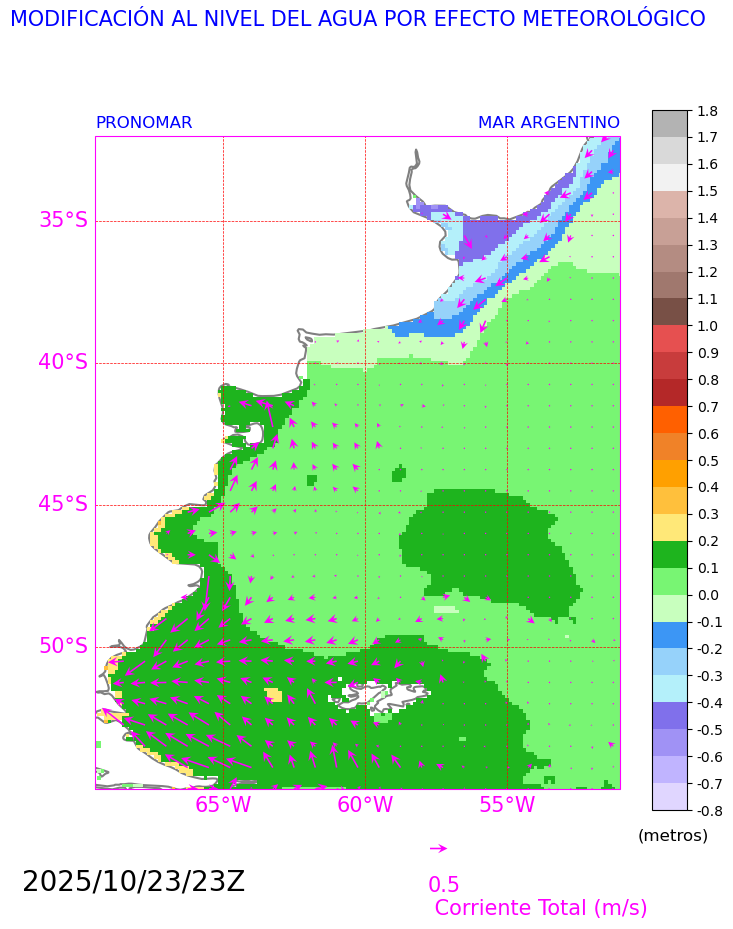 MODIFICACIÓN AL NIVEL DEL AGUA POR EFECTO METEOROLÓGICO
PRONOMAR
MAR ARGENTINO
35°S
40°S
45°S
50°S
65°W
60°W
55°W
1.8
1.7
1.6
1.5
1.4
1.3
1.2
1.1
1.0
0.9
0.8
0.7
0.6
0.5
0.4
0.3
0.2
0.1
0.0
-0.1
-0.2
-0.3
-0.4
-0.5
-0.6
-0.7
-0.8
(metros)
2025/10/23/23Z
0.5
Corriente Total (m/s)